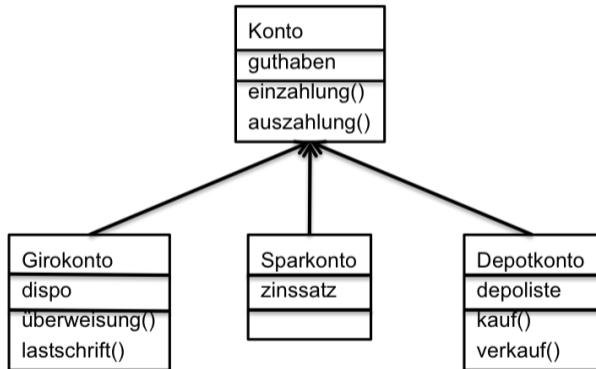 Konto
guthaben
einzahlung()
auszahlung()
Girokonto
dispo
überweisung()
lastschrift()
Sparkonto
zinssatz
Depotkonto
depoliste
kauf()
verkauf()